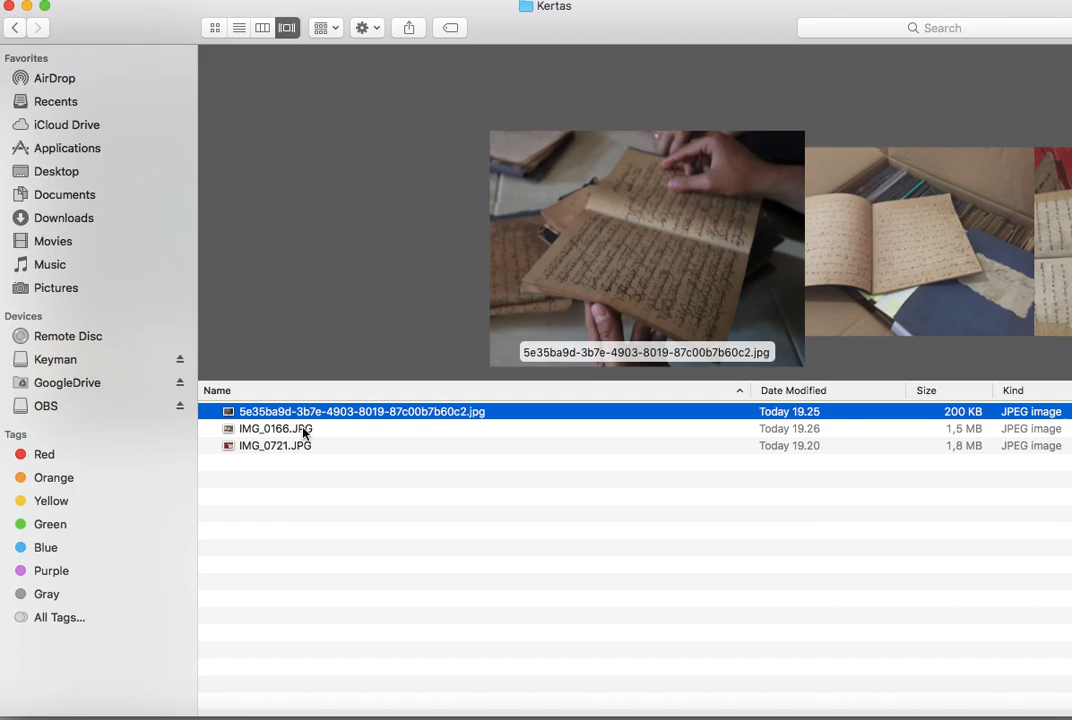 Kertas
Search
Favorites
AirDrop
Recents
iCloud Drive
Applications
Desktop
Documents
Downloads
Movies
Music
Pictures
Devices
Remote Disc
Keyman
GoogleDrive
OBS
Tags
Red
Orange
Yellow
Green
Blue
Purple
Gray
All Tags...
5e35ba9d-3b7e-4903-8019-87c00b7b60c2.jpg
Name Date Modified Size Kind
5e35ba9d-3b7e-4903-8019-87c00b7b60c2.jpg Today 19.25 200 KB JPEG image
IMG_0166.JPG Today 19.26 1,5 MB JPEG image
IMG_0721.JPG Today 19.20 1,8 MB JPEG image